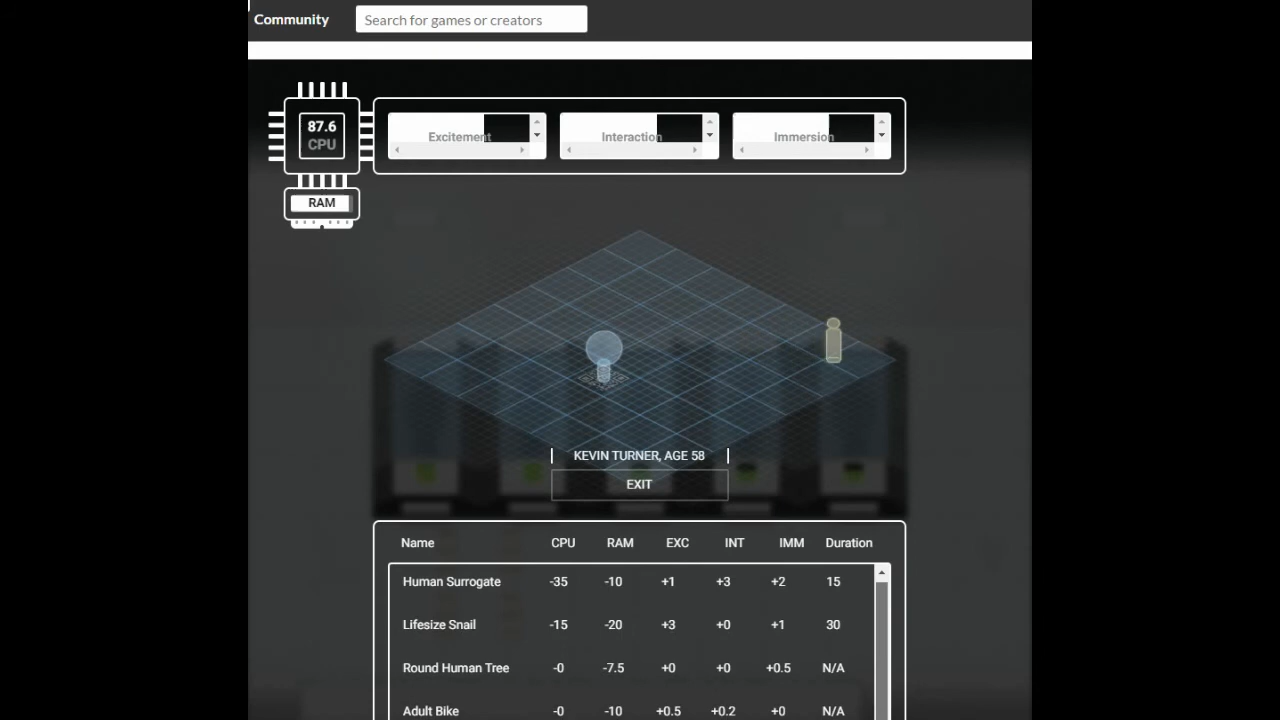 Community Search for games or creators
87.6
CPU
Excitement Interaction Immersion
RAM
KEVIN TURNER, AGE 58
EXIT
Name CPU RAM EXC INT IMM Duration
Human Surrogate -35 -10 +1 +3 +2 15
Lifesize Snail -15 -20 +3 +0 +1 30
Round Human Tree -0 -7.5 +0 +0 +0.5 N/A
Adult Bike -0 -10 +0.5 +0.2 +0 N/A